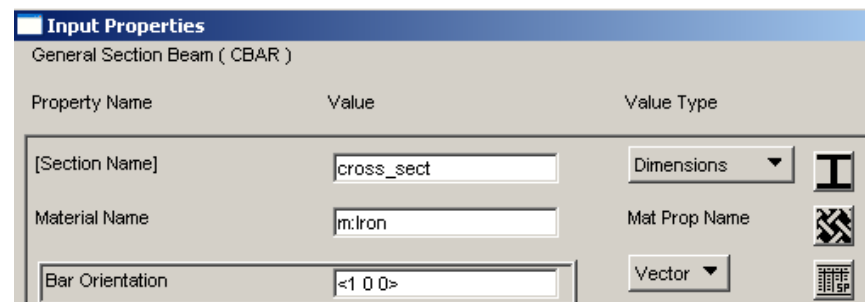 Input Properties
General Section Beam ( CBAR )
Property Name Value Value Type
[Section Name] cross_sect Dimensions
Material Name m:Iron Mat Prop Name
Bar Orientation <1 0 0> Vector
SP